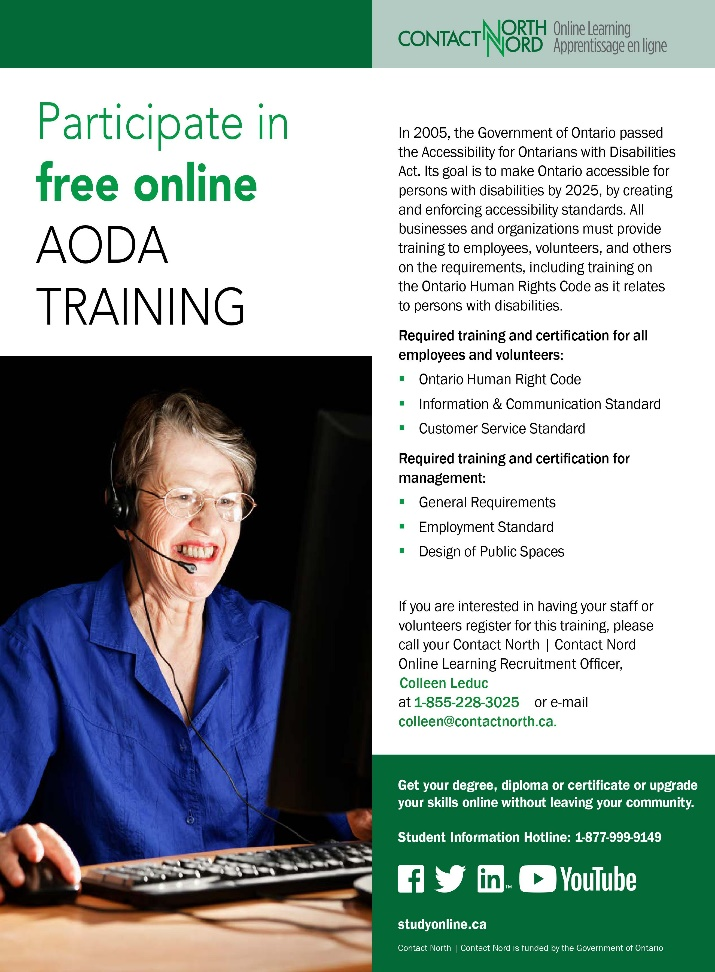 CONTACT NORTH NORD Online Learning
Apprentissage en ligne
Participate in
free online
AODA
TRAINING
In 2005, the Government of Ontario passed
the Accessibility for Ontarians with Disabilities
Act. Its goal is to make Ontario accessible for
persons with disabilities by 2025, by creating
and enforcing accessibility standards. All
businesses and organizations must provide
training to employees, volunteers, and others
on the requirements, including training on
the Ontario Human Rights Code as it relates
to persons with disabilities.
Required training and certification for all
employees and volunteers:
▪ Ontario Human Right Code
▪ Information & Communication Standard
▪ Customer Service Standard
Required training and certification for
management:
▪ General Requirements
▪ Employment Standard
▪ Design of Public Spaces
If you are interested in having your staff or
volunteers register for this training, please
call your Contact North | Contact Nord
Online Learning Recruitment Officer,
Colleen Leduc
at 1-855-228-3025 or e-mail
colleen@contactnorth.ca.
Get your degree, diploma or certificate or upgrade
your skills online without leaving your community.
Student Information Hotline: 1-877-999-9149
f in™ YouTube
studyonline.ca
Contact North | Contact Nord is funded by the Government of Ontario